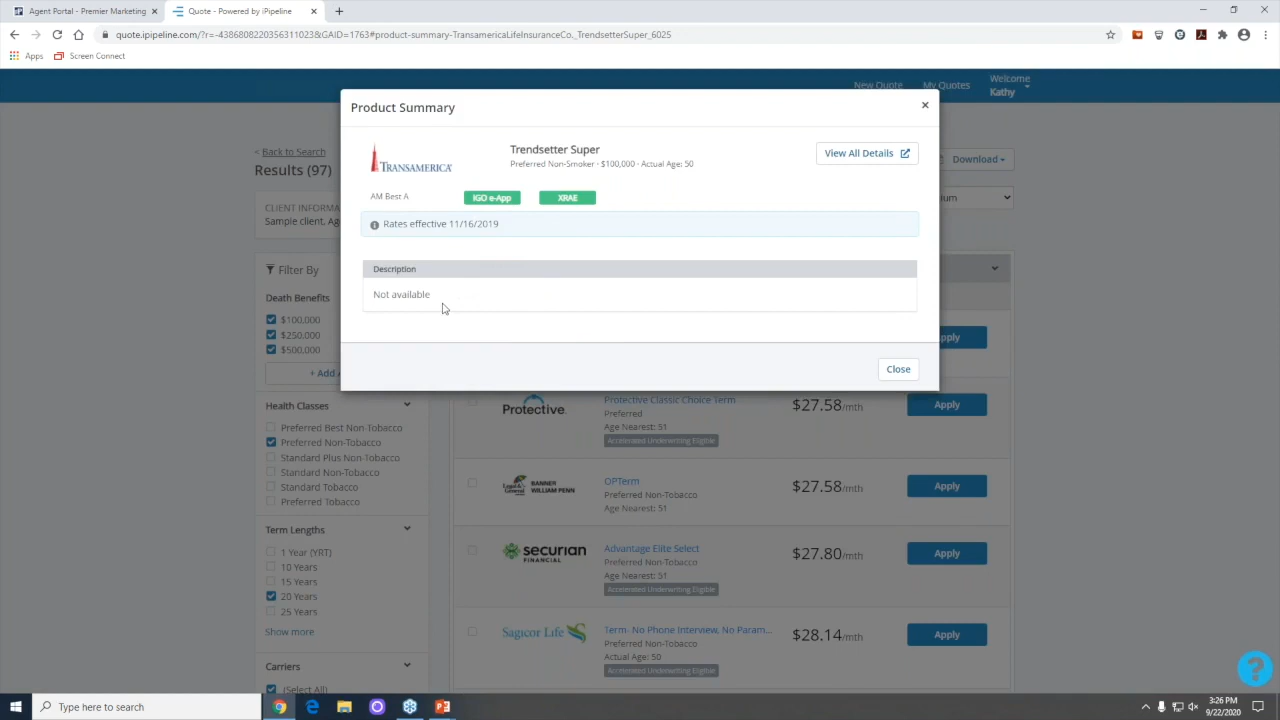 Agent Portal - Premier Marketing
Quote - Powered by iPipeline
quote.ipipeline.com/?r=-4386808220356311023&GAID=1763#product-summary-TransamericaLifeInsuranceCo._TrendsetterSuper_6025
Apps
Screen Connect
New Quote
My Quotes
Welcome
Kathy
Product Summary
< Back to Search
Results (97)
TRANSAMERICA
Trendsetter Super
Preferred Non-Smoker · $100,000 · Actual Age: 50
View All Details
Download
AM Best A
IGO e-App
XRAE
CLIENT INFORMA
Sample client, Ag
ium
Rates effective 11/16/2019
Description
Not available
Filter By
Death Benefits
$100,000
$250,000
$500,000
+ Add
Close
pply
Health Classes
Preferred Best Non-Tobacco
Preferred Non-Tobacco
Standard Plus Non-Tobacco
Standard Non-Tobacco
Standard Tobacco
Preferred Tobacco
Term Lengths
1 Year (YRT)
10 Years
15 Years
20 Years
25 Years
Show more
Carriers
(Select All)
Protective.
Protective Classic Choice Term
Preferred
Age Nearest: 51
Accelerated Underwriting Eligible
$27.58/mth
Apply
Legal & General
BANNER
WILLIAM PENN
OPTerm
Preferred Non-Tobacco
Age Nearest: 51
$27.58/mth
Apply
securian
FINANCIAL
Advantage Elite Select
Preferred Non-Tobacco
Age Nearest: 51
Accelerated Underwriting Eligible
$27.80/mth
Apply
Sagicor Life
Term- No Phone Interview, No Param...
Preferred Non-Tobacco
Actual Age: 50
Accelerated Underwriting Eligible
$28.14/mth
Apply
?
Type here to search
3:26 PM
9/22/2020